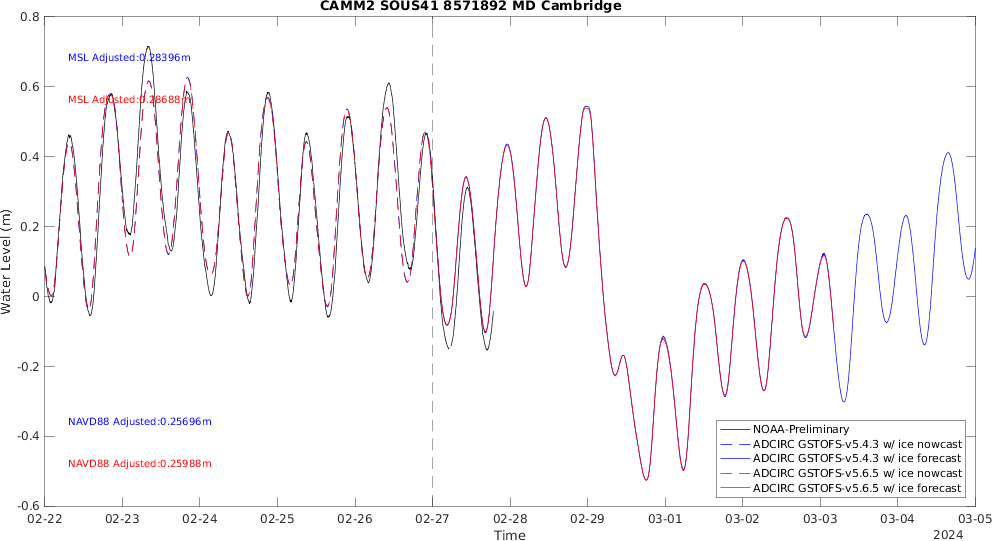 CAMM2 SOUS41 8571892 MD Cambridge
Water Level (m)
0.8
0.6
0.4
0.2
0
-0.2
-0.4
-0.6
MSL Adjusted:0.28396m
MSL Adjusted:0.28688m
NAVD88 Adjusted:0.25696m
NAVD88 Adjusted:0.25988m
NOAA-Preliminary
ADCIRC GSTOFS-v5.4.3 w/ ice nowcast
ADCIRC GSTOFS-v5.4.3 w/ ice forecast
ADCIRC GSTOFS-v5.6.5 w/ ice nowcast
ADCIRC GSTOFS-v5.6.5 w/ ice forecast
02-22 02-23 02-24 02-25 02-26 02-27 02-28 02-29 03-01 03-02 03-03 03-04 03-05
Time
2024